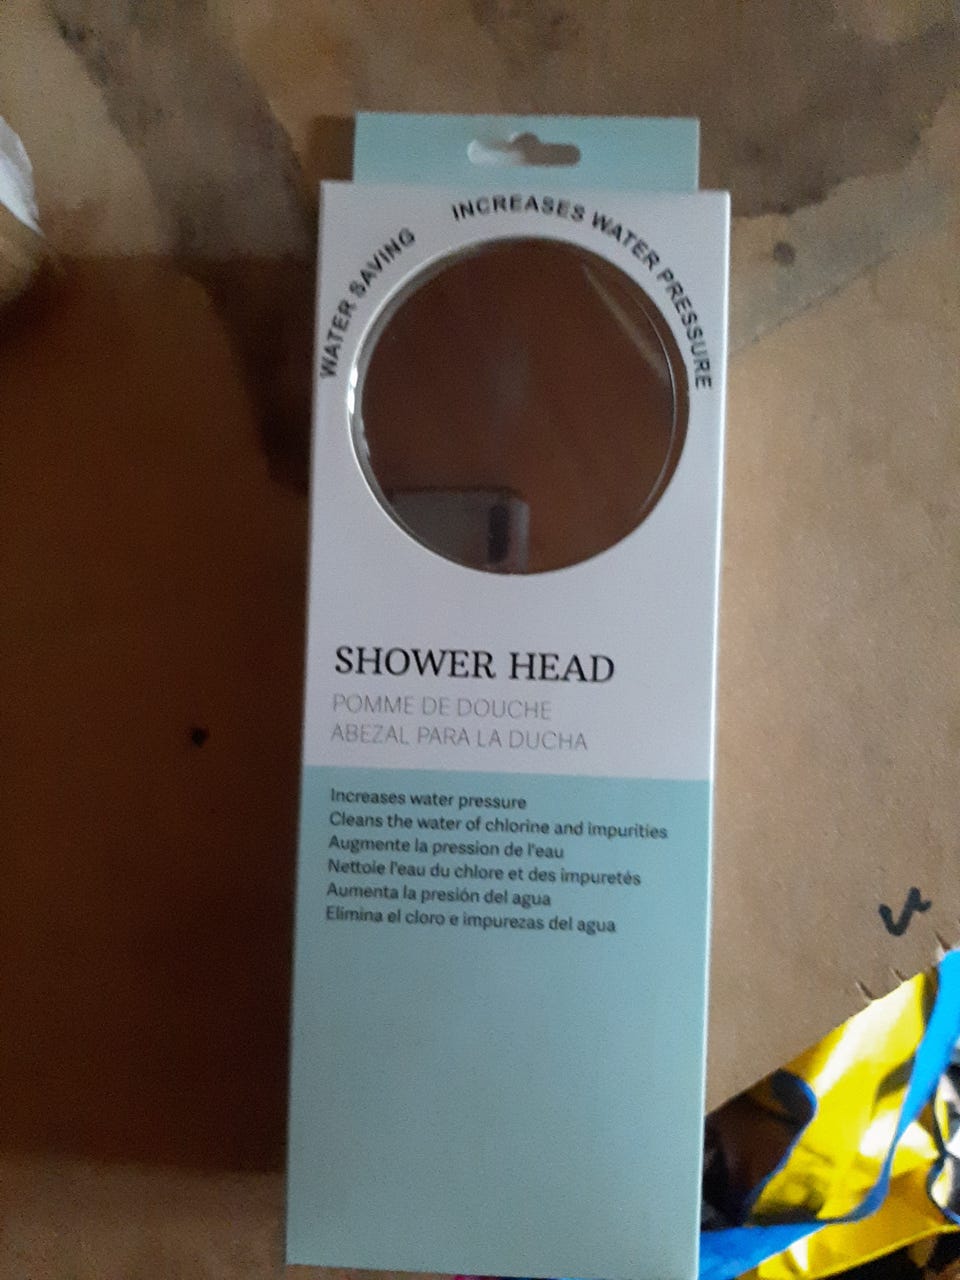 WATER SAVING
INCREASES WATER PRESSURE
SHOWER HEAD
POMME DE DOUCHE
ABEZAL PARA LA DUCHA
Increases water pressure
Cleans the water of chlorine and impurities
Augmente la pression de l'eau
Nettoie l'eau du chlore et des impuretés
Aumenta la presión del agua
Elimina el cloro e impurezas del agua